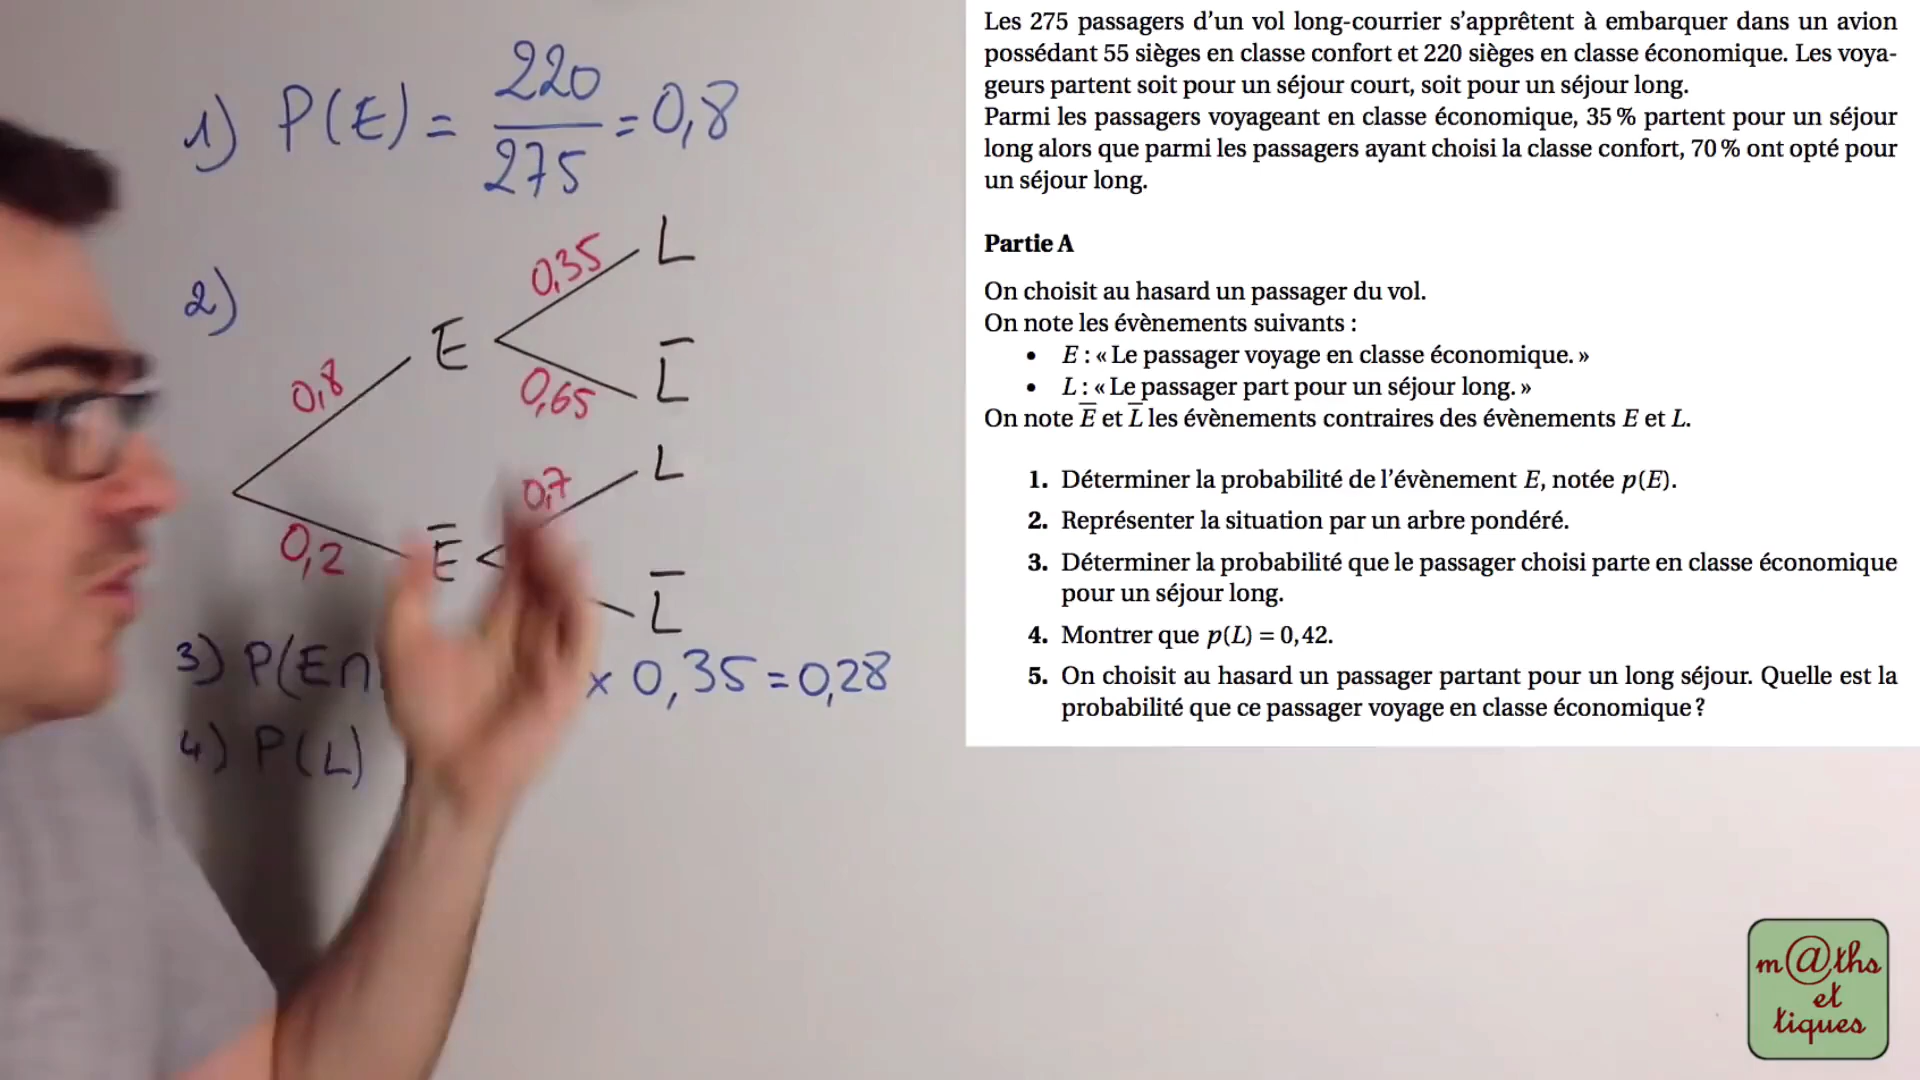 1) P(E) = 220/275 = 0,8
2)
0,8
E
0,35
L
0,65
L̅
0,2
E̅
0,7
L
L̅
3) P(E∩ × 0,35 = 0,28
4) P(L)
Les 275 passagers d’un vol long-courrier s’apprêtent à embarquer dans un avion
possédant 55 sièges en classe confort et 220 sièges en classe économique. Les voya-
geurs partent soit pour un séjour court, soit pour un séjour long.
Parmi les passagers voyageant en classe économique, 35 % partent pour un séjour
long alors que parmi les passagers ayant choisi la classe confort, 70 % ont opté pour
un séjour long.
Partie A
On choisit au hasard un passager du vol.
On note les évènements suivants :
• E : « Le passager voyage en classe économique. »
• L : « Le passager part pour un séjour long. »
On note E̅ et L̅ les évènements contraires des évènements E et L.
1. Déterminer la probabilité de l’évènement E, notée p(E).
2. Représenter la situation par un arbre pondéré.
3. Déterminer la probabilité que le passager choisi parte en classe économique
pour un séjour long.
4. Montrer que p(L) = 0,42.
5. On choisit au hasard un passager partant pour un long séjour. Quelle est la
probabilité que ce passager voyage en classe économique ?
m@ths
et
tiques